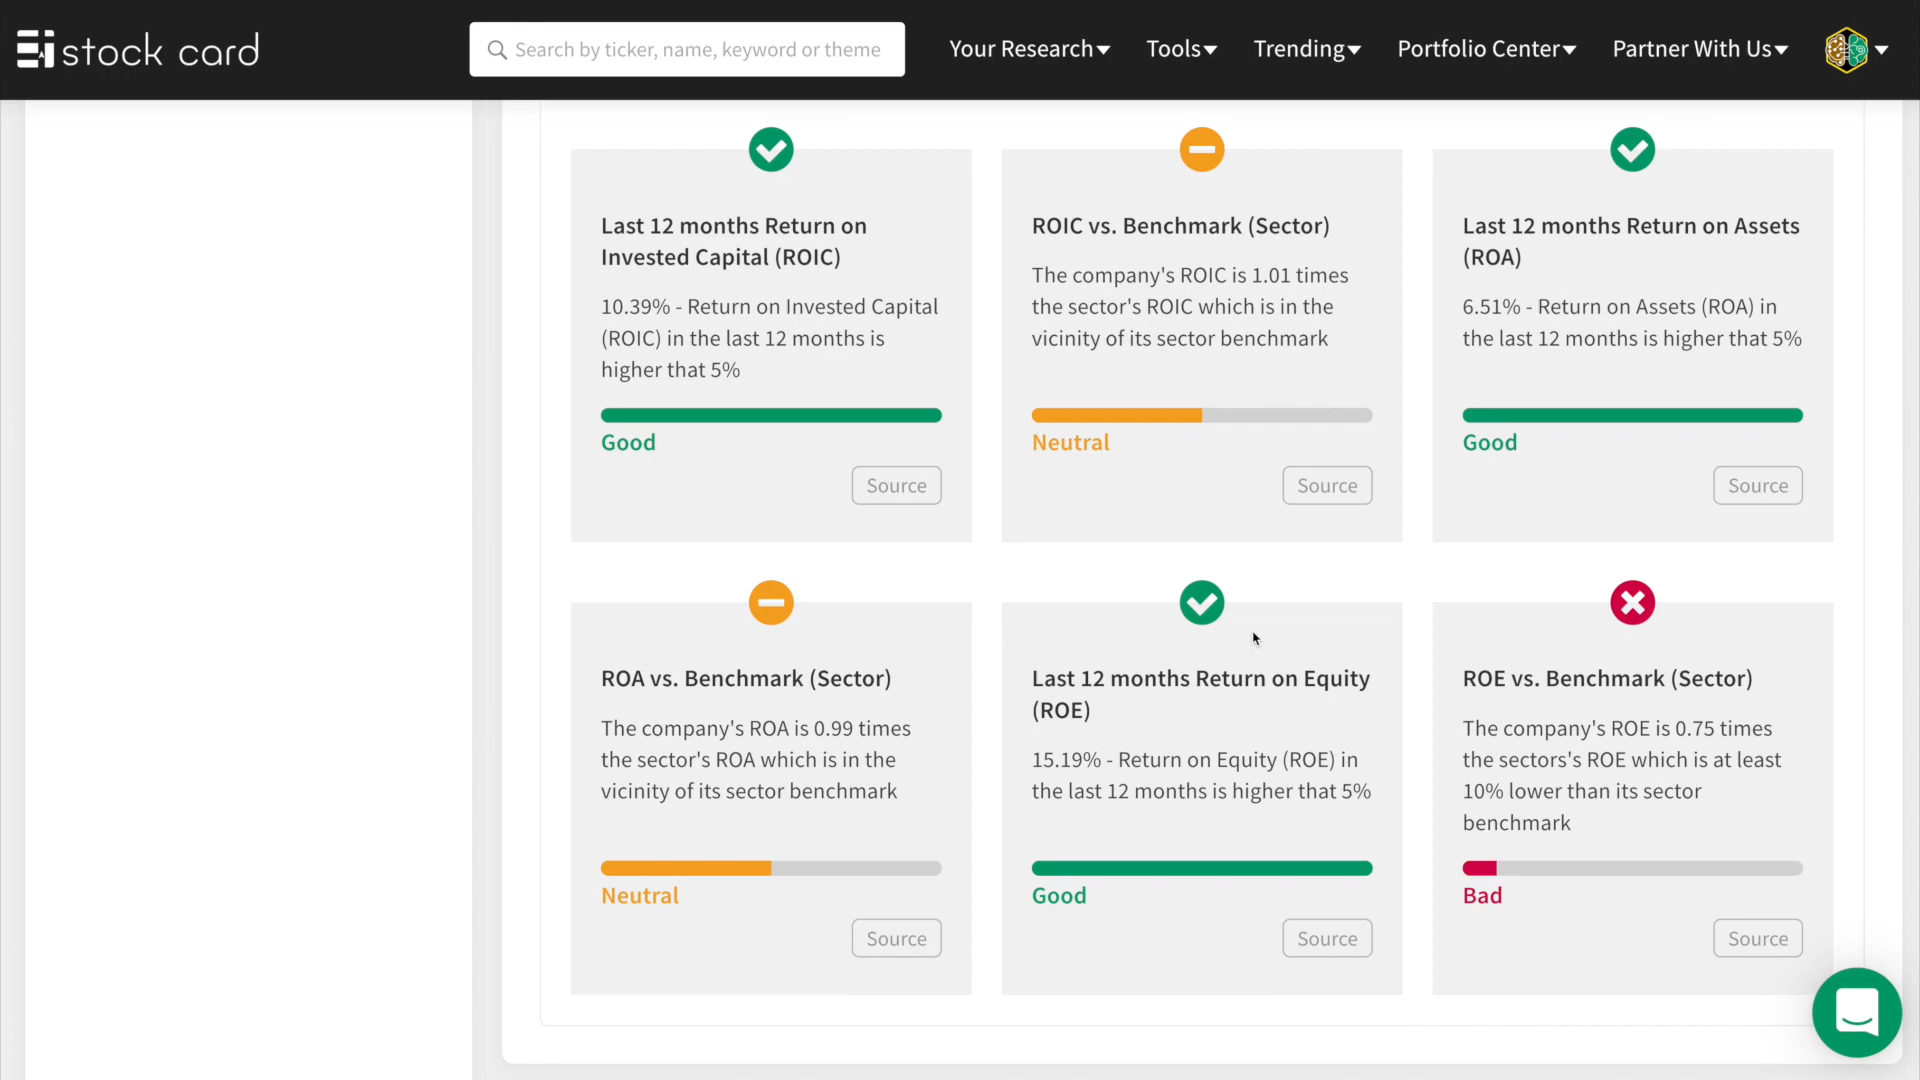 stock card
Search by ticker, name, keyword or theme
Your Research
Tools
Trending
Portfolio Center
Partner With Us
Last 12 months Return on
Invested Capital (ROIC)
10.39% - Return on Invested Capital
(ROIC) in the last 12 months is
higher that 5%
Good
Source
ROIC vs. Benchmark (Sector)
The company's ROIC is 1.01 times
the sector's ROIC which is in the
vicinity of its sector benchmark
Neutral
Source
Last 12 months Return on Assets
(ROA)
6.51% - Return on Assets (ROA) in
the last 12 months is higher that 5%
Good
Source
ROA vs. Benchmark (Sector)
The company's ROA is 0.99 times
the sector's ROA which is in the
vicinity of its sector benchmark
Neutral
Source
Last 12 months Return on Equity
(ROE)
15.19% - Return on Equity (ROE) in
the last 12 months is higher that 5%
Good
Source
ROE vs. Benchmark (Sector)
The company's ROE is 0.75 times
the sectors's ROE which is at least
10% lower than its sector
benchmark
Bad
Source